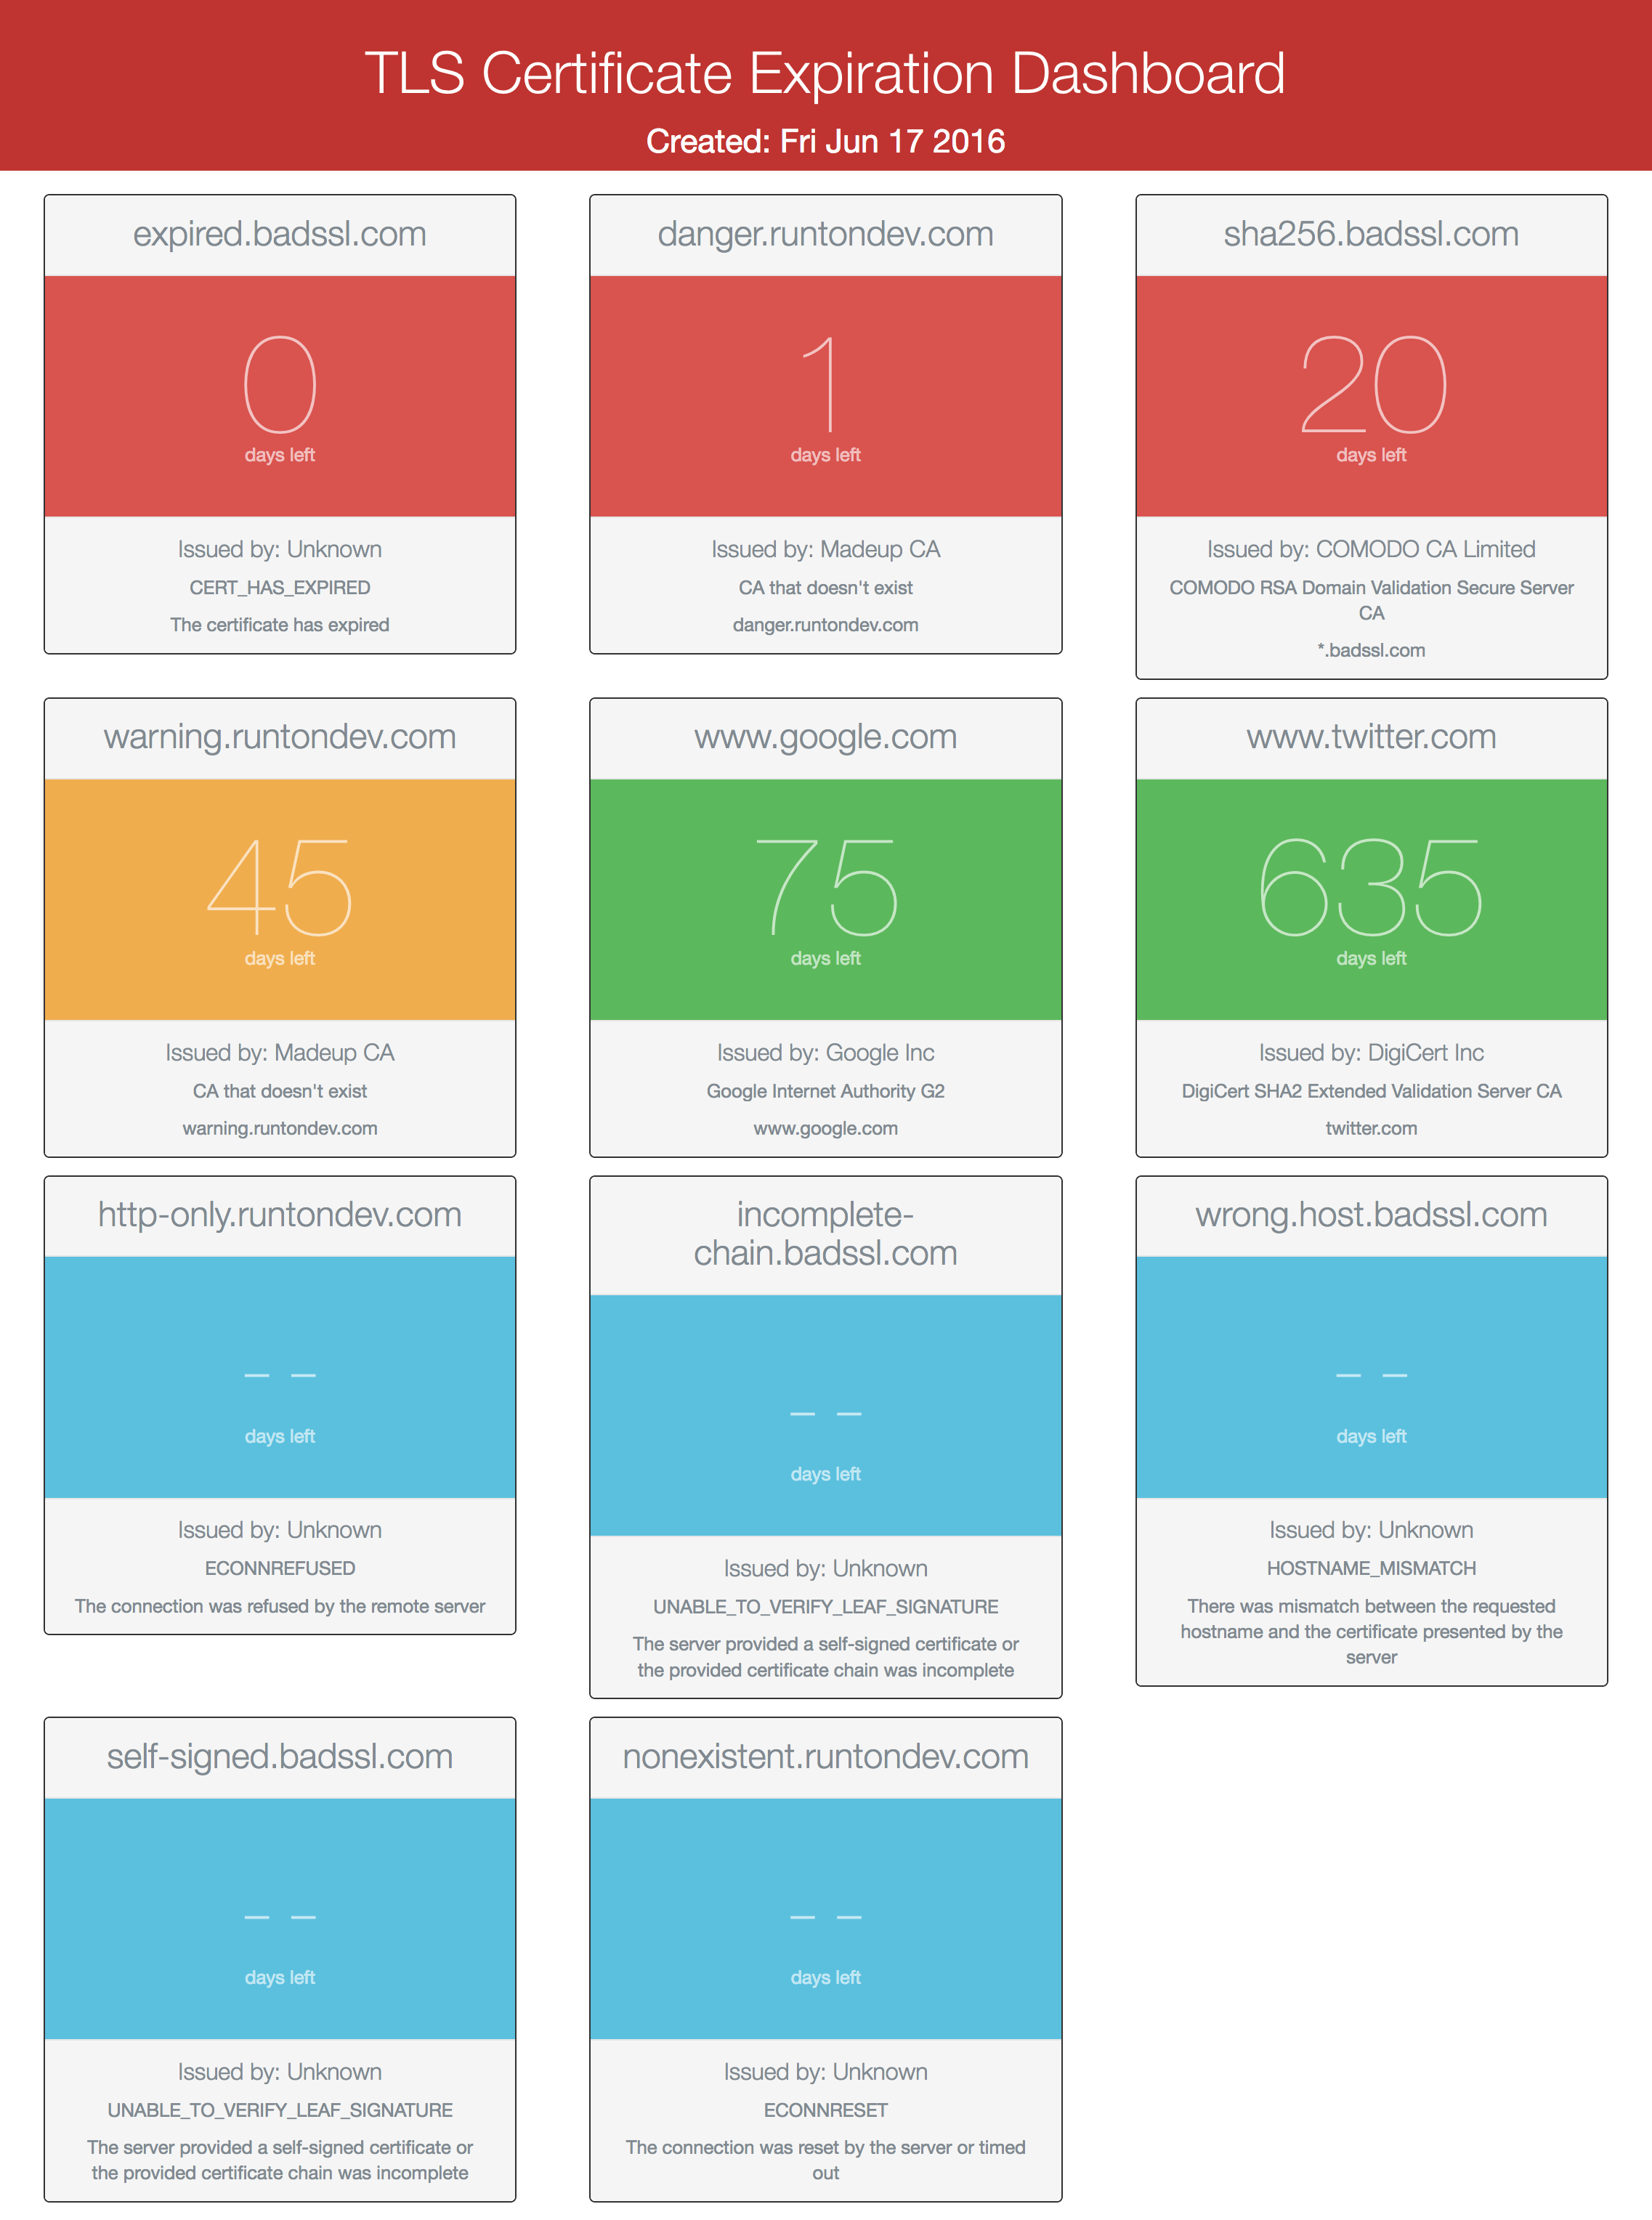 TLS Certificate Expiration Dashboard
Created: Fri Jun 17 2016
expired.badssl.com
0
days left
Issued by: Unknown
CERT_HAS_EXPIRED
The certificate has expired
danger.runtondev.com
1
days left
Issued by: Madeup CA
CA that doesn't exist
danger.runtondev.com
sha256.badssl.com
20
days left
Issued by: COMODO CA Limited
COMODO RSA Domain Validation Secure Server
CA
*.badssl.com
warning.runtondev.com
45
days left
Issued by: Madeup CA
CA that doesn't exist
warning.runtondev.com
www.google.com
75
days left
Issued by: Google Inc
Google Internet Authority G2
www.google.com
www.twitter.com
635
days left
Issued by: DigiCert Inc
DigiCert SHA2 Extended Validation Server CA
twitter.com
http-only.runtondev.com
– –
days left
Issued by: Unknown
ECONNREFUSED
The connection was refused by the remote server
incomplete-
chain.badssl.com
– –
days left
Issued by: Unknown
UNABLE_TO_VERIFY_LEAF_SIGNATURE
The server provided a self-signed certificate or
the provided certificate chain was incomplete
wrong.host.badssl.com
– –
days left
Issued by: Unknown
HOSTNAME_MISMATCH
There was mismatch between the requested
hostname and the certificate presented by the
server
self-signed.badssl.com
– –
days left
Issued by: Unknown
UNABLE_TO_VERIFY_LEAF_SIGNATURE
The server provided a self-signed certificate or
the provided certificate chain was incomplete
nonexistent.runtondev.com
– –
days left
Issued by: Unknown
ECONNRESET
The connection was reset by the server or timed
out